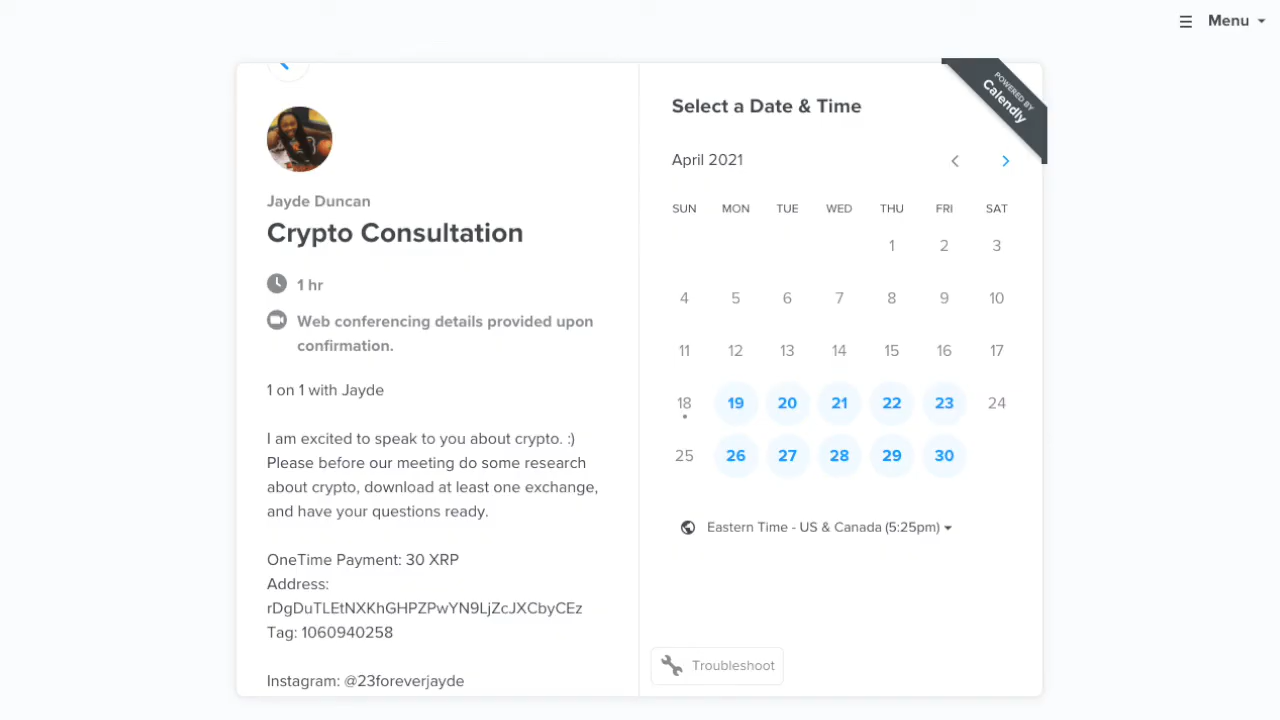 Menu
POWERED BY
Calendly
Jayde Duncan
Crypto Consultation
1 hr
Web conferencing details provided upon
confirmation.
1 on 1 with Jayde
I am excited to speak to you about crypto. :)
Please before our meeting do some research
about crypto, download at least one exchange,
and have your questions ready.
OneTime Payment: 30 XRP
Address:
rDgDuTLEtNXKhGHPZPwYN9LjZcJXCbyCEz
Tag: 1060940258
Instagram: @23foreverjayde
Select a Date & Time
April 2021
SUN MON TUE WED THU FRI SAT
1 2 3
4 5 6 7 8 9 10
11 12 13 14 15 16 17
18 19 20 21 22 23 24
25 26 27 28 29 30
Eastern Time - US & Canada (5:25pm)
Troubleshoot